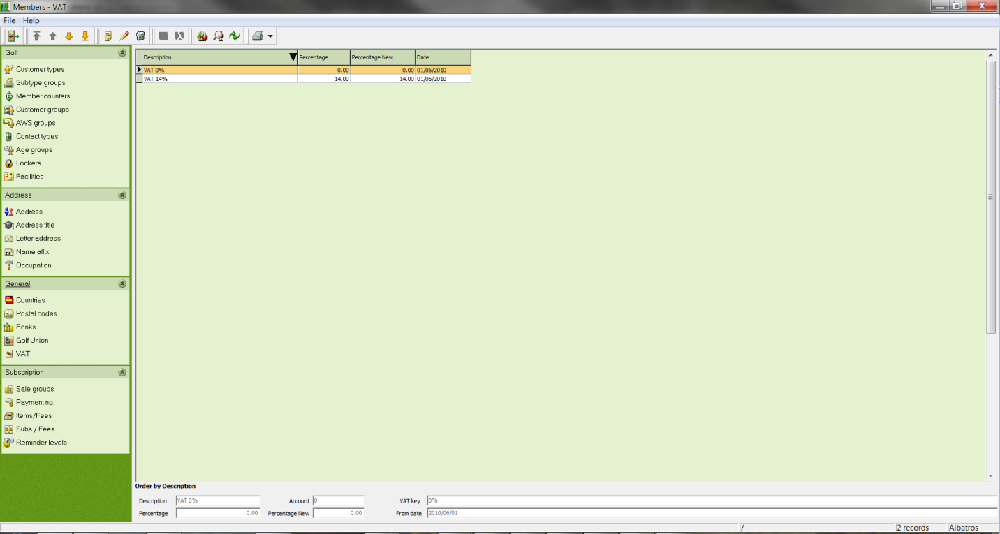 Members - VAT
File Help
Golf
Customer types
Subtype groups
Member counters
Customer groups
AWS groups
Contact types
Age groups
Lockers
Facilities
Address
Address
Address title
Letter address
Name affix
Occupation
General
Countries
Postal codes
Banks
Golf Union
VAT
Subscription
Sale groups
Payment no.
Items/Fees
Subs / Fees
Reminder levels
Description Percentage Percentage New Date
VAT 0% 0.00 0.00 01/06/2010
VAT 14% 14.00 14.00 01/06/2010
Order by Description
Description VAT 0% Account 0 VAT key 0%
Percentage 0.00 Percentage New 0.00 From date 2010/06/01
/ 2 records Albatros